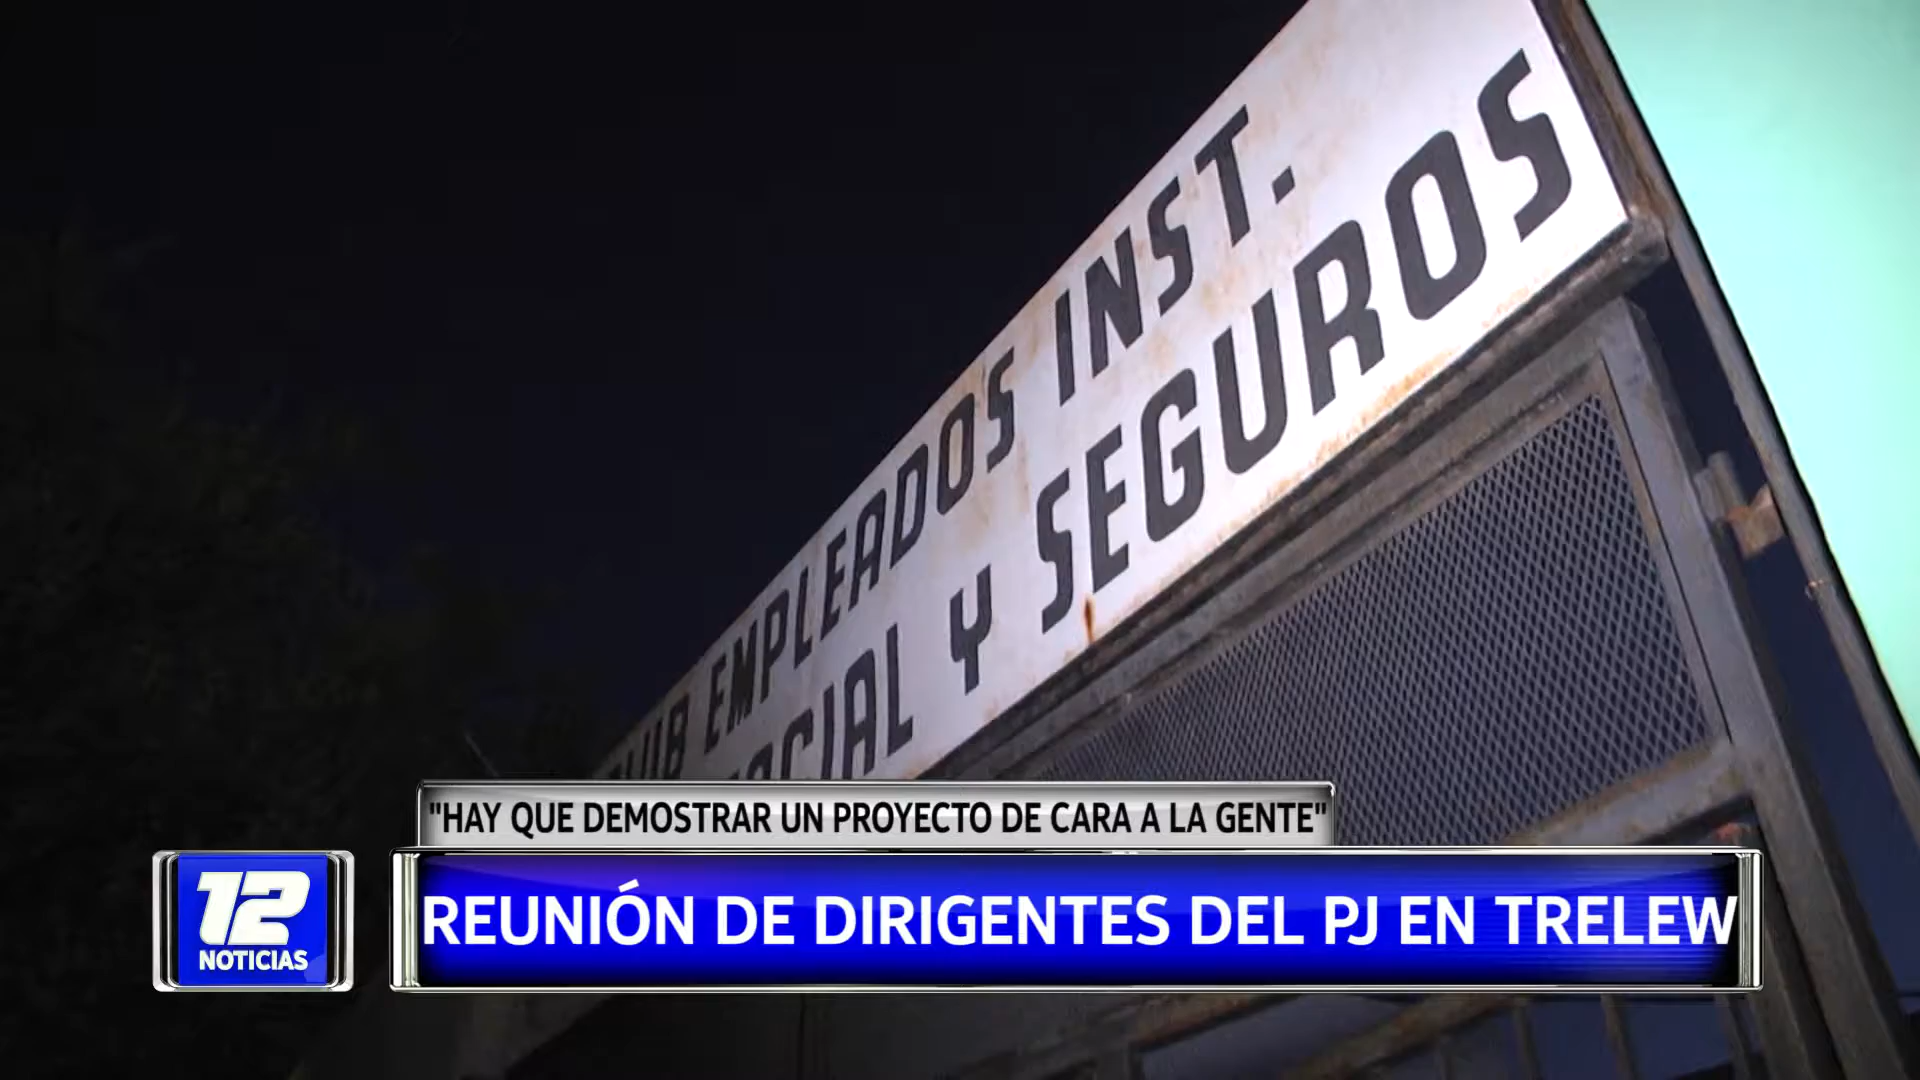 CLUB EMPLEADOS INST.
SOCIAL Y SEGUROS
"HAY QUE DEMOSTRAR UN PROYECTO DE CARA A LA GENTE"
12
NOTICIAS
REUNIÓN DE DIRIGENTES DEL PJ EN TRELEW